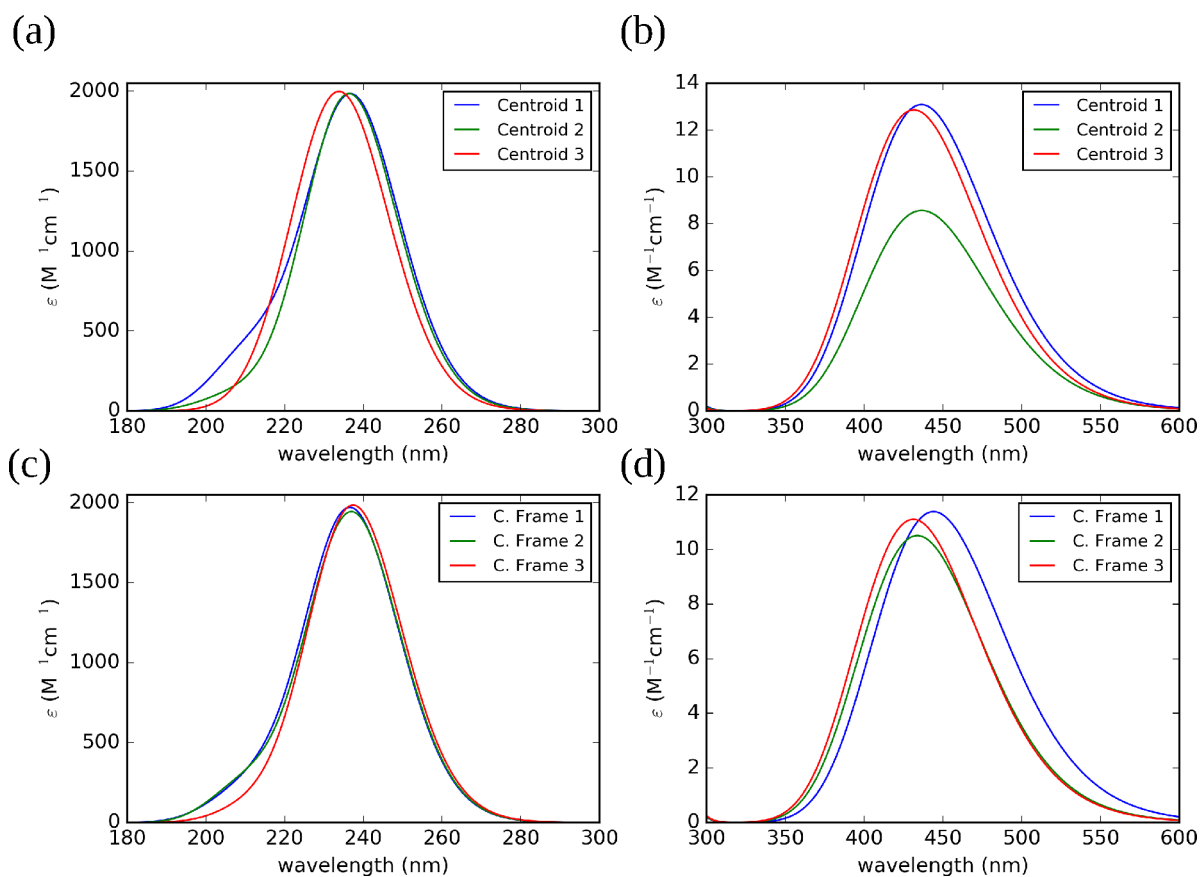 (a)
2000
1500
1000
500
0
ε (M⁻¹cm⁻¹)
Centroid 1
Centroid 2
Centroid 3
180 200 220 240 260 280 300
wavelength (nm)
(b)
14
12
10
8
6
4
2
0
ε (M⁻¹cm⁻¹)
Centroid 1
Centroid 2
Centroid 3
300 350 400 450 500 550 600
wavelength (nm)
(c)
2000
1500
1000
500
0
ε (M⁻¹cm⁻¹)
C. Frame 1
C. Frame 2
C. Frame 3
180 200 220 240 260 280 300
wavelength (nm)
(d)
12
10
8
6
4
2
0
ε (M⁻¹cm⁻¹)
C. Frame 1
C. Frame 2
C. Frame 3
300 350 400 450 500 550 600
wavelength (nm)